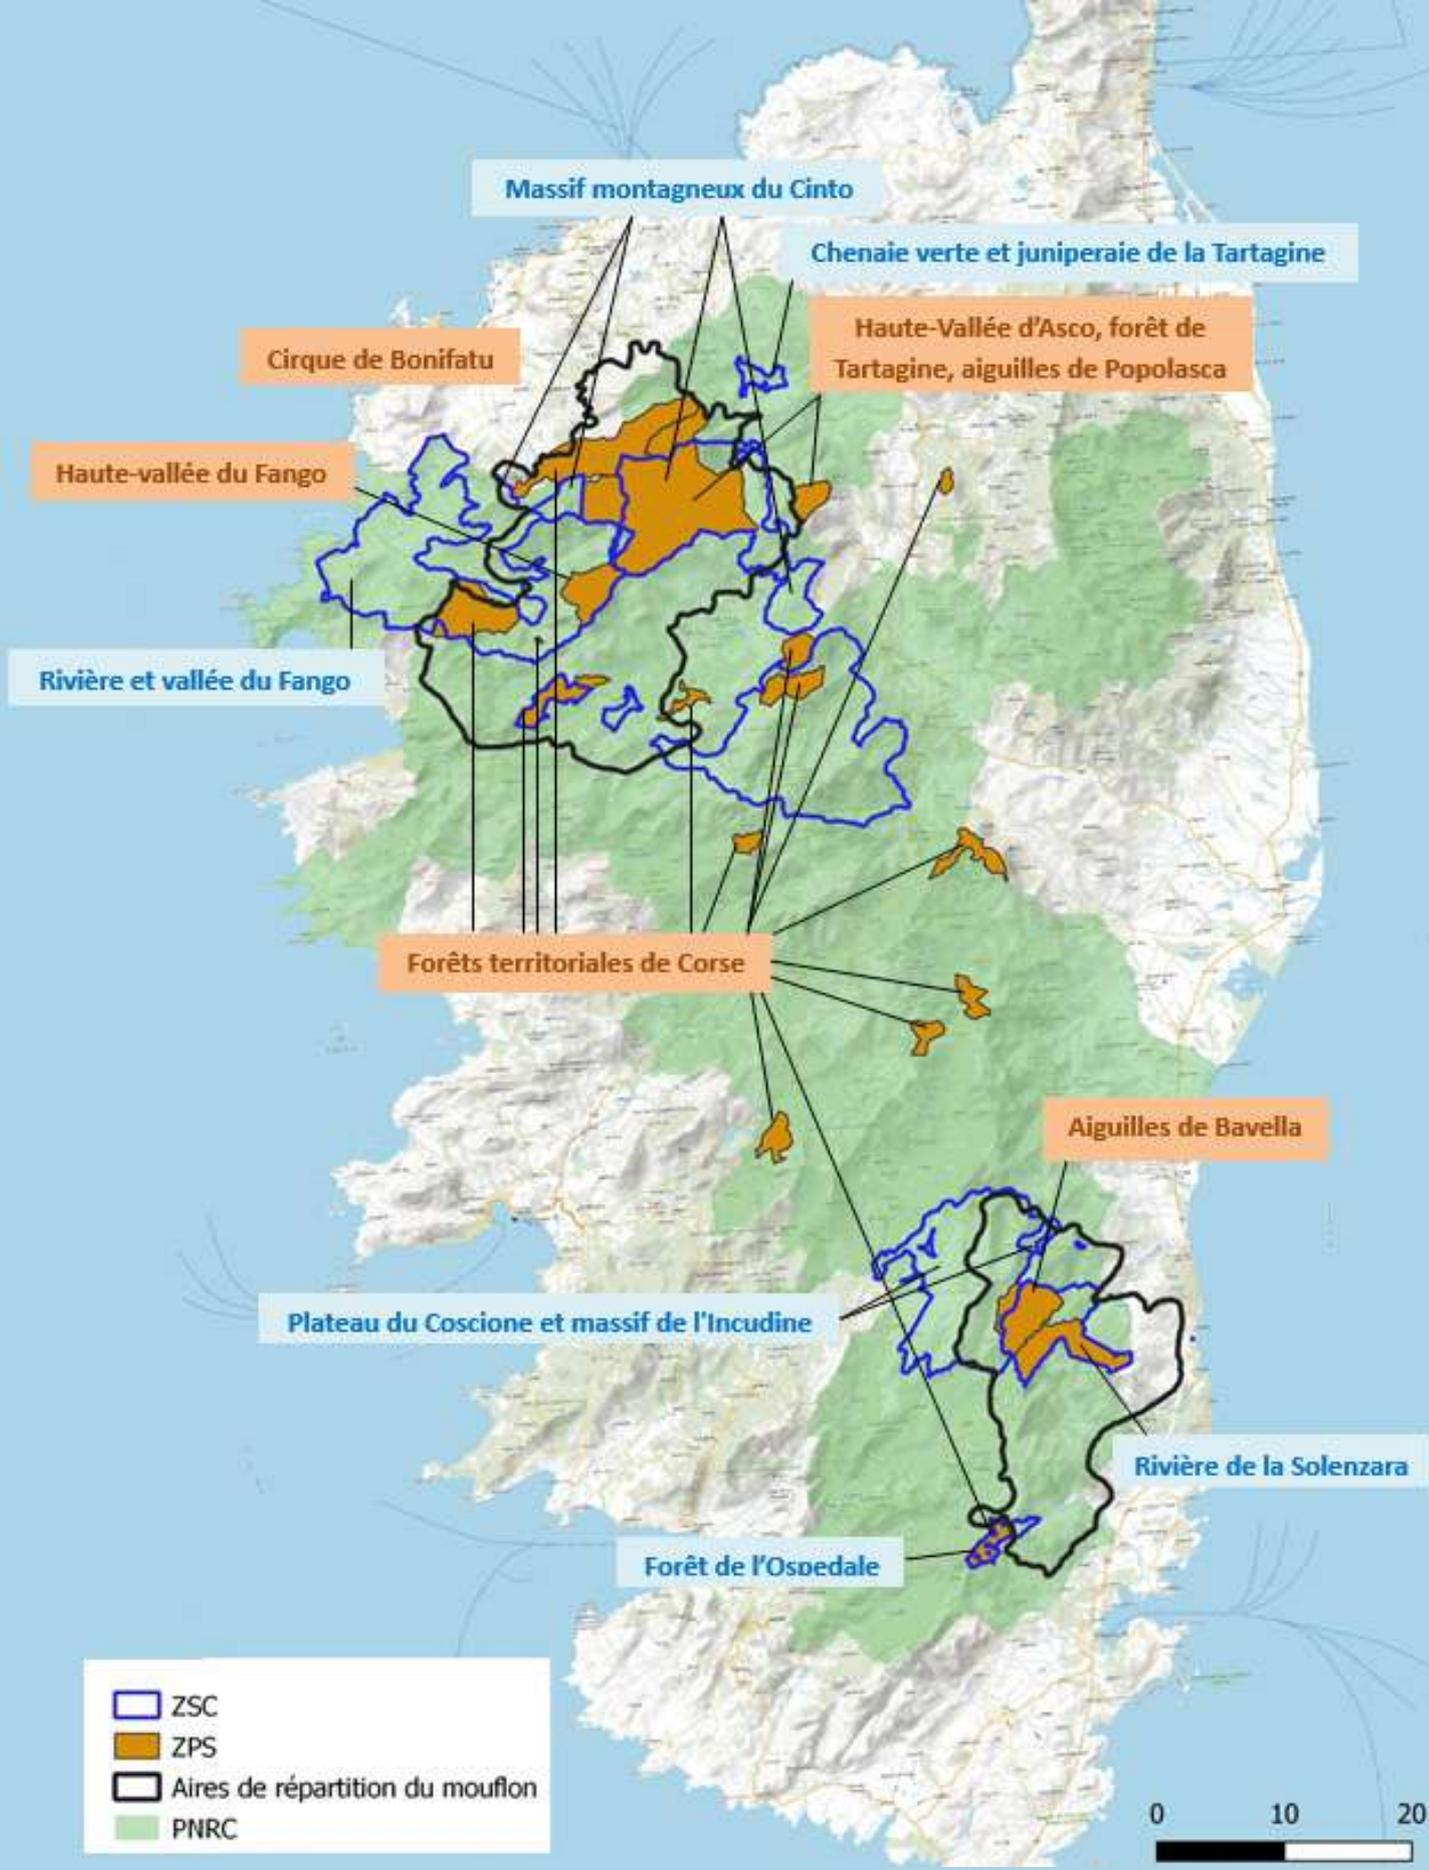 Massif montagneux du Cinto
Chenaie verte et juniperaie de la Tartagine
Haute-Vallée d'Asco, forêt de
Tartagine, aiguilles de Popolasca
Cirque de Bonifatu
Haute-vallée du Fango
Rivière et vallée du Fango
Forêts territoriales de Corse
Aiguilles de Bavella
Plateau du Coscione et massif de l'Incudine
Rivière de la Solenzara
Forêt de l'Ospedale
ZSC
ZPS
Aires de répartition du mouflon
PNRC
0 10 20